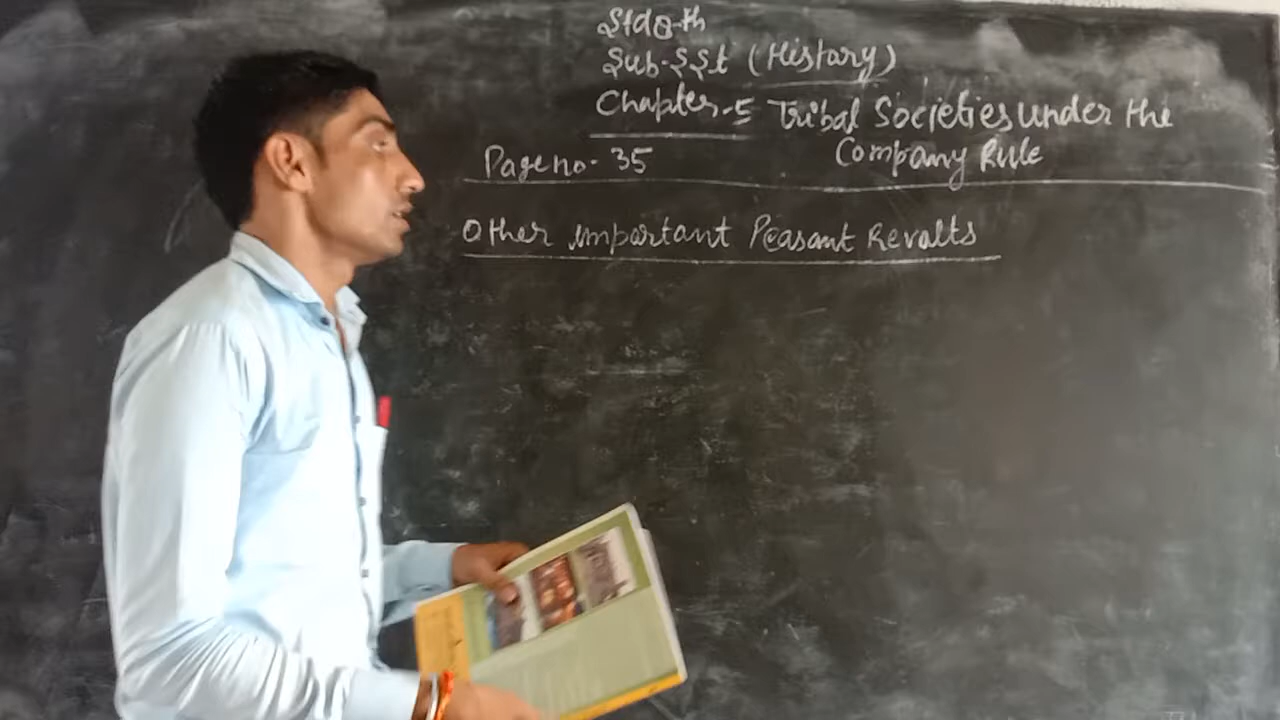 Std 8th
Sub-S.St (History)
Chapter-5 Tribal Societies under the
Company Rule
Page no- 35
Other important Peasant Revolts